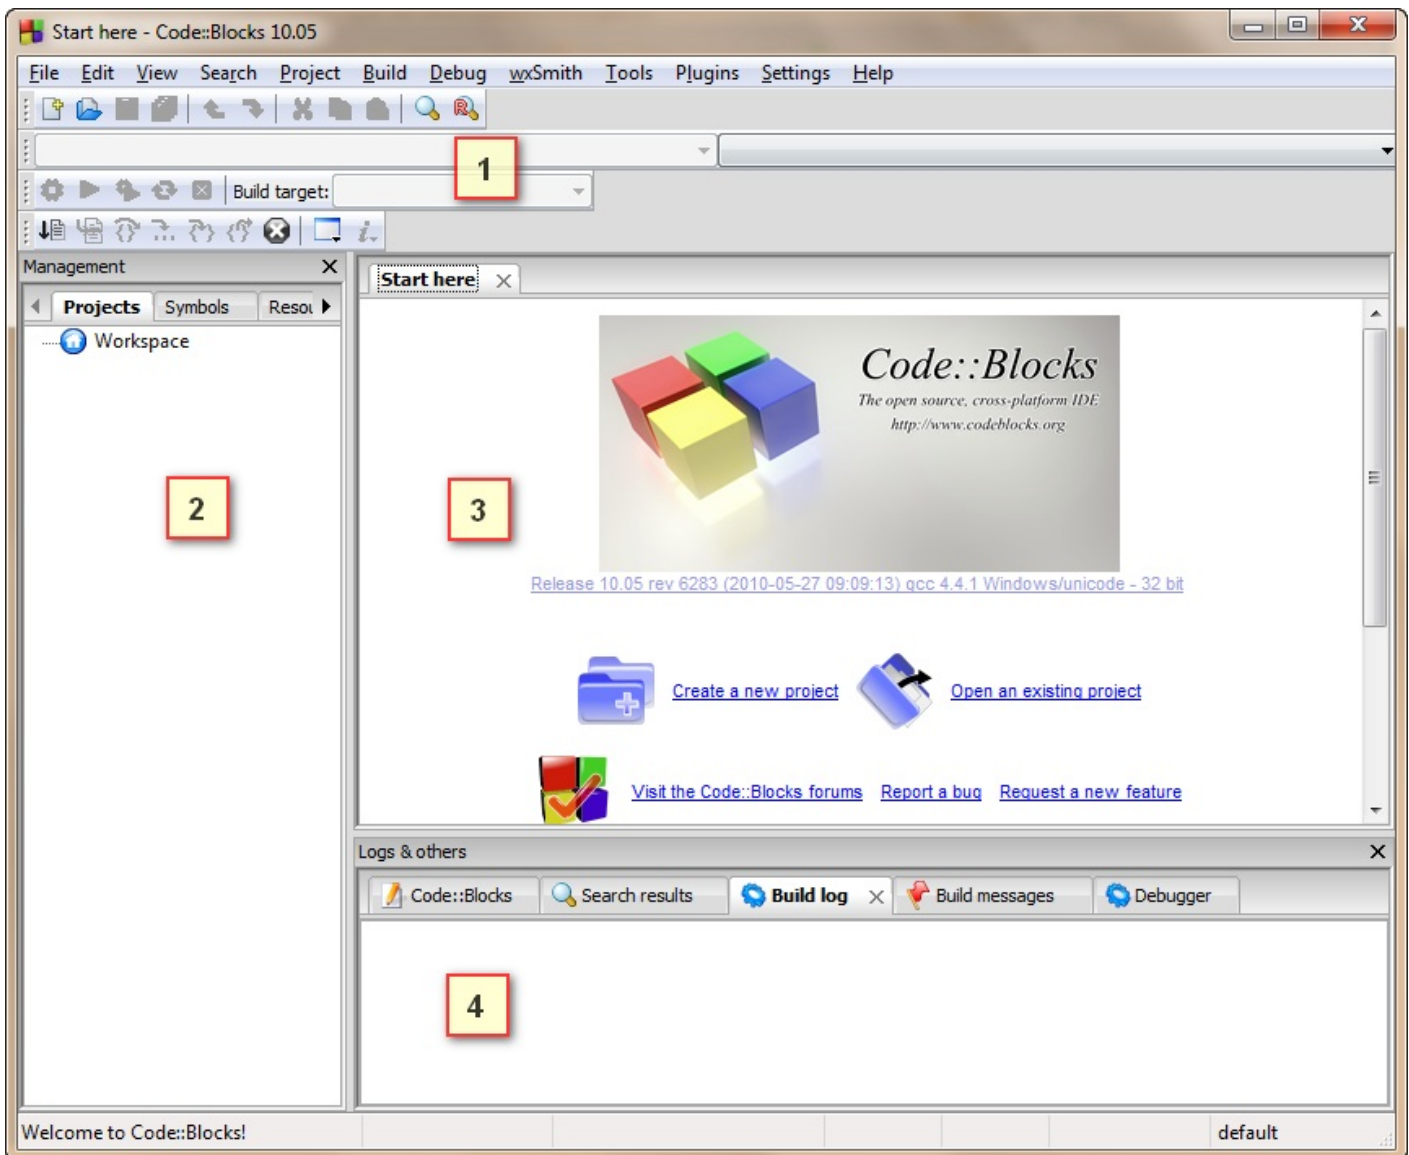 Start here - Code::Blocks 10.05
File Edit View Search Project Build Debug wxSmith Tools Plugins Settings Help
1
Build target:
Management
Projects Symbols
Workspace
2
Start here
Code::Blocks
The open source, cross-platform IDE
http://www.codeblocks.org
3
Release 10.05 rev 6283 (2010-05-27 09:09:13) gcc 4.4.1 Windows/unicode - 32 bit
Create a new project Open an existing project
Visit the Code::Blocks forums Report a bug Request a new feature
Logs & others
Code::Blocks Search results Build log Build messages Debugger
4
Welcome to Code::Blocks! default